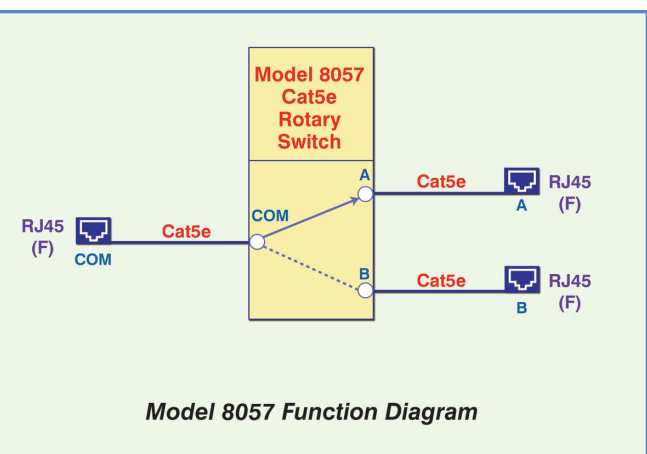 Model 8057
Cat5e
Rotary
Switch
A
Cat5e
RJ45
(F)
A
COM
RJ45
(F)
Cat5e
COM
B
Cat5e
RJ45
(F)
B
Model 8057 Function Diagram